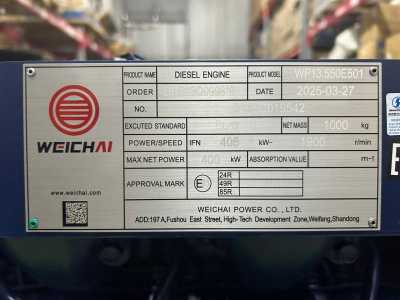 PRODUCT NAME DIESEL ENGINE PRODUCT MODEL WP13.550E501
ORDER DATE 2025-03-27
NO.
EXCUTED STANDARD NET MASS 1000 kg
POWER/SPEED IFN 405 kW- 1900 r/min
MAX NET POWER 400 kW ABSORPTION VALUE m-1
APPROVAL MARK E 24R
49R
85R
WEICHAI
www.weichai.com
WEICHAI POWER CO., LTD.
ADD:197 A,Fushou East Street, High-Tech Development Zone,Weifang,Shandong